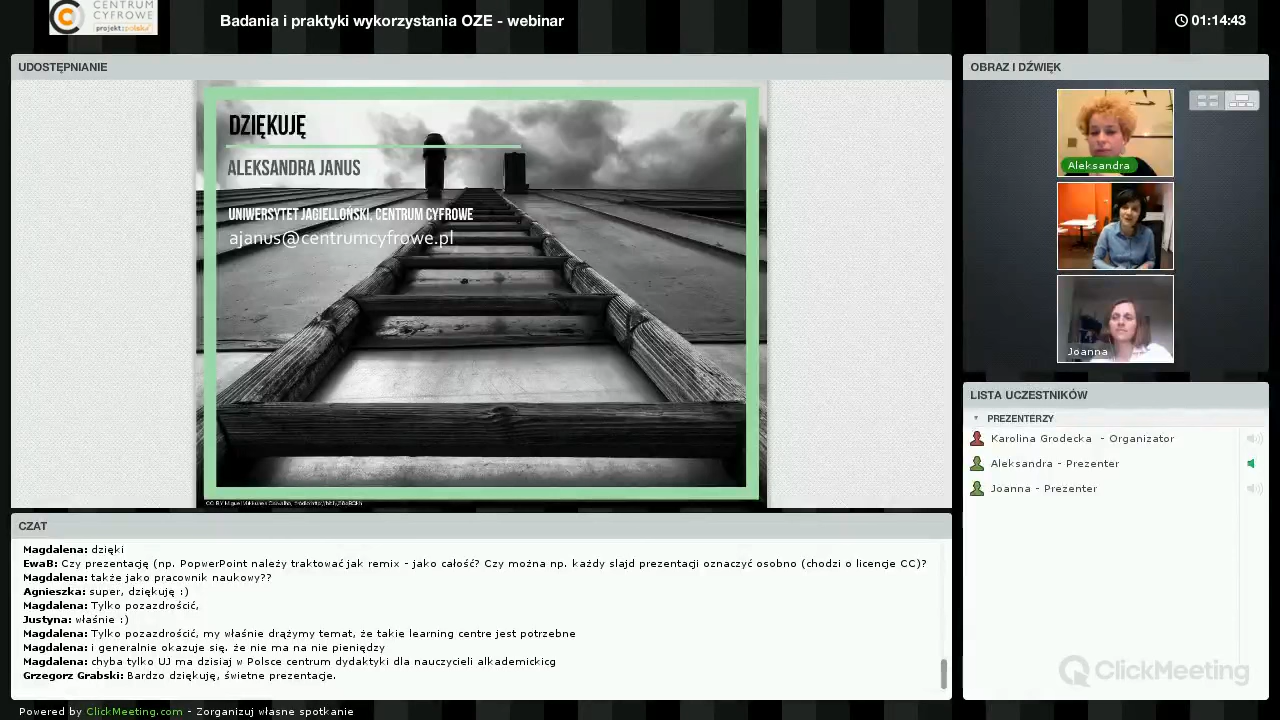 CENTRUM
CYFROWE
projekt: polska
Badania i praktyki wykorzystania OZE - webinar
01:14:43
UDOSTĘPNIANIE
DZIĘKUJĘ
ALEKSANDRA JANUS
UNIWERSYTET JAGIELLOŃSKI, CENTRUM CYFROWE
ajanus@centrumcyfrowe.pl
OBRAZ I DŹWIĘK
Aleksandra
Joanna
LISTA UCZESTNIKÓW
PREZENTERZY
Karolina Grodecka - Organizator
Aleksandra - Prezenter
Joanna - Prezenter
ClickMeeting
CZAT
Magdalena: dzięki
EwaB: Czy prezentację (np. PopwerPoint należy traktować jak remix - jako całość? Czy można np. każdy slajd prezentacji oznaczyć osobno (chodzi o licencje CC)?
Magdalena: także jako pracownik naukowy??
Agnieszka: super, dziękuję :)
Magdalena: Tylko pozazdrościć,
Justyna: właśnie :)
Magdalena: Tylko pozazdrościć, my właśnie drążymy temat, że takie learning centre jest potrzebne
Magdalena: i generalnie okazuje się. że nie ma na nie pieniędzy
Magdalena: chyba tylko UJ ma dzisiaj w Polsce centrum dydaktyki dla nauczycieli alkademickicg
Grzegorz Grabski: Bardzo dziękuję, świetne prezentacje.
Powered by ClickMeeting.com - Zorganizuj własne spotkanie